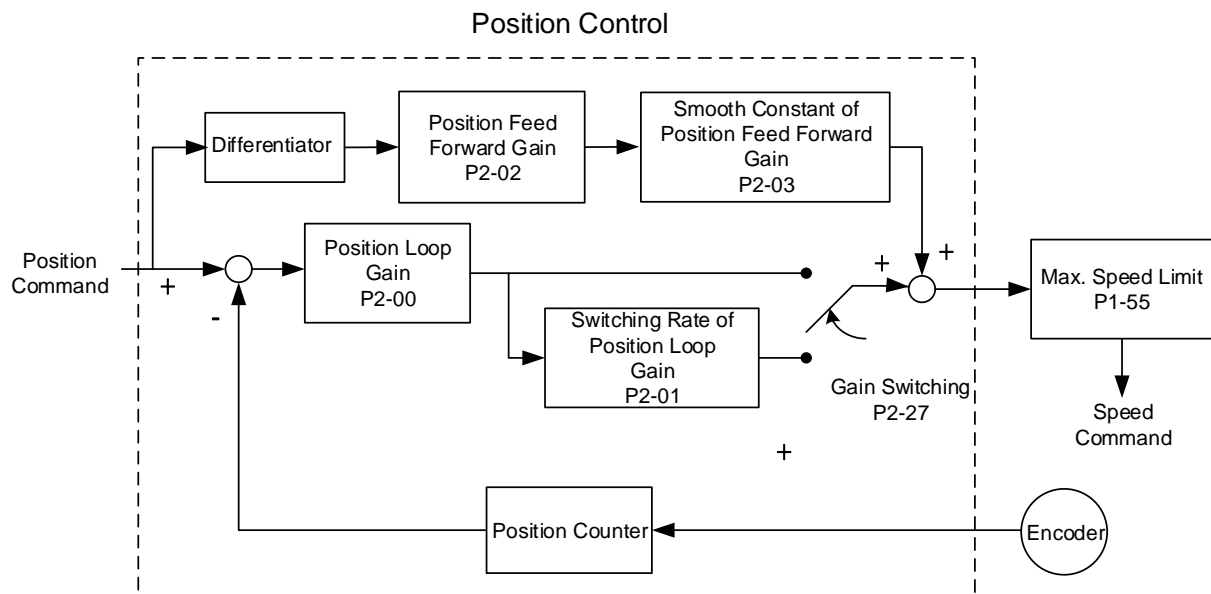 Position Control
Differentiator
Position Feed
Forward Gain
P2-02
Smooth Constant of
Position Feed Forward
Gain
P2-03
Position
Command
+
-
Position Loop
Gain
P2-00
Switching Rate of
Position Loop
Gain
P2-01
+
+
Gain Switching
P2-27
+
Max. Speed Limit
P1-55
Speed
Command
Position Counter
Encoder